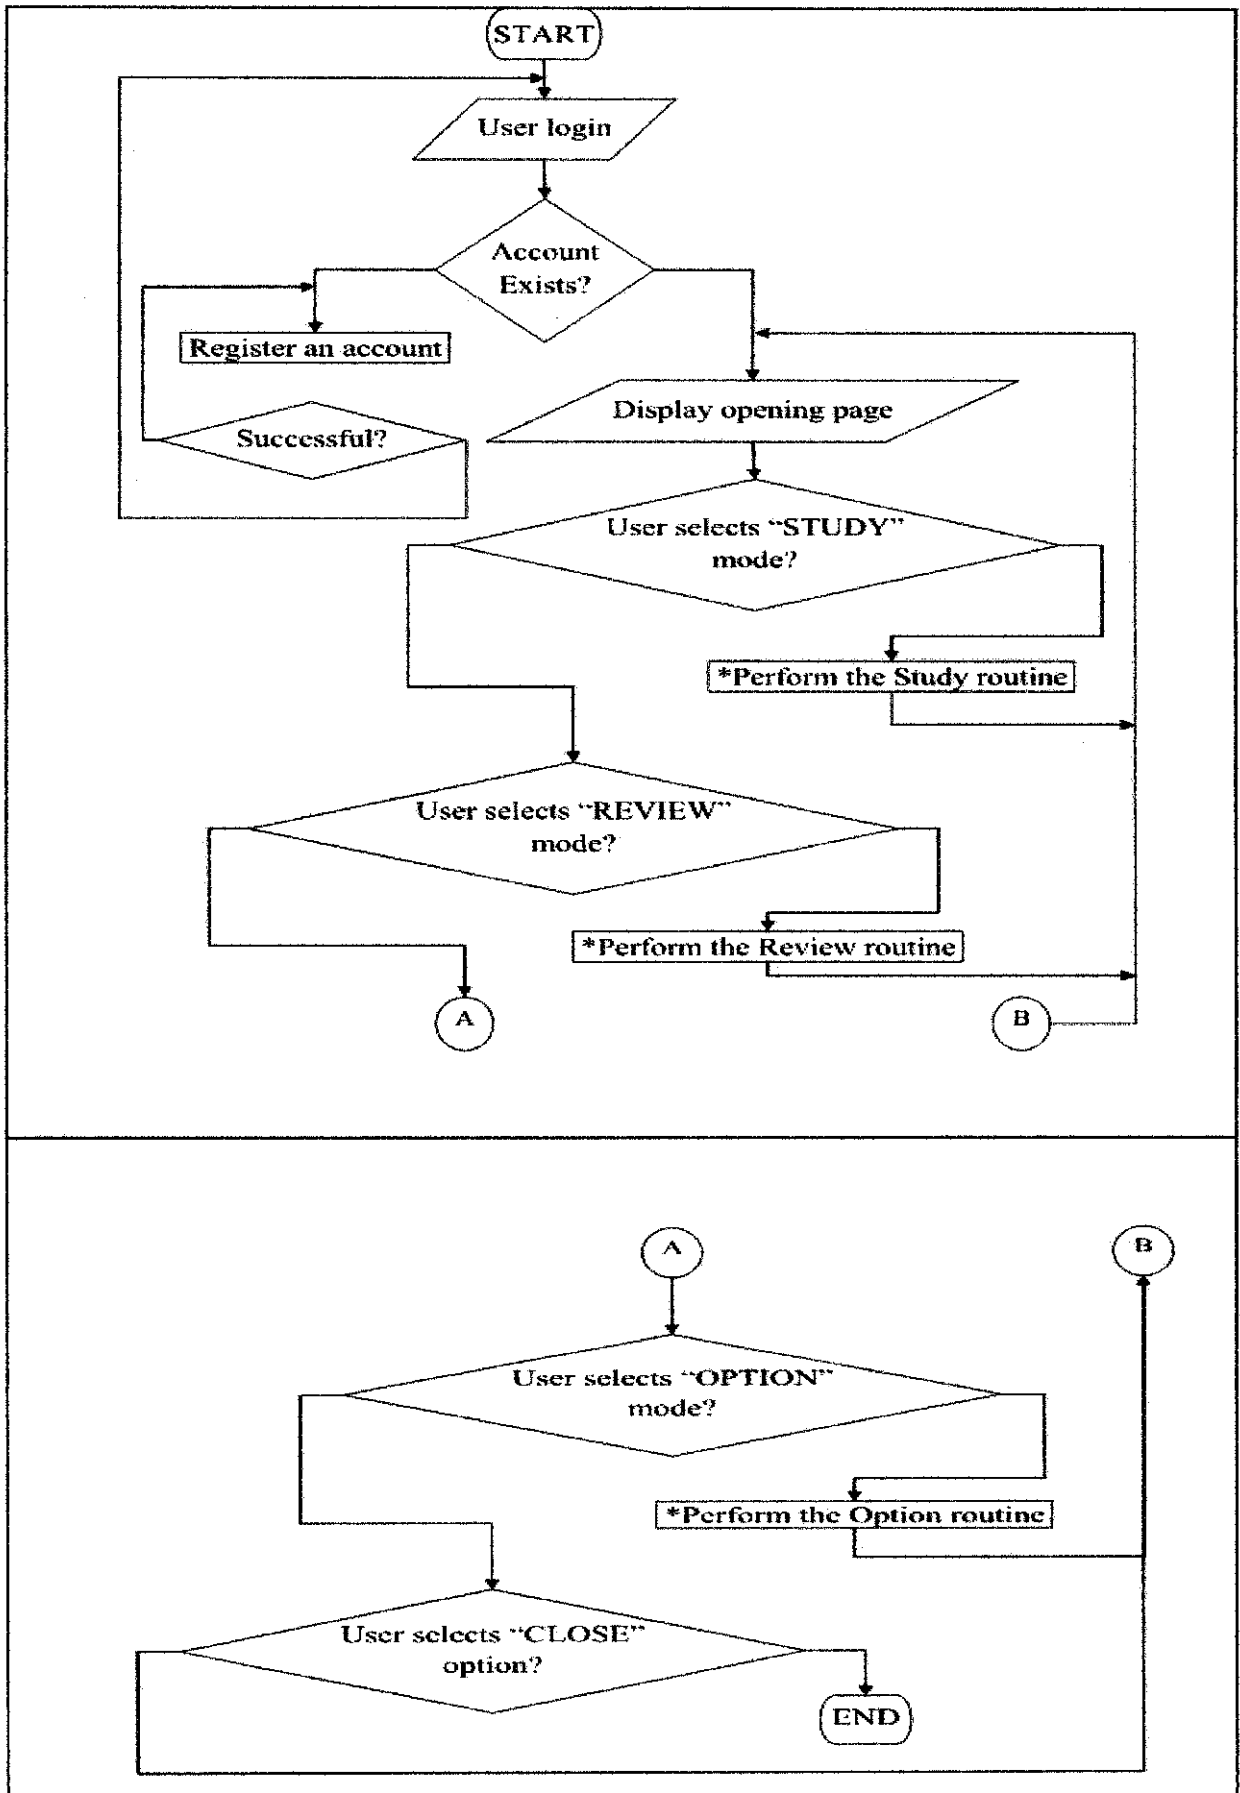 START
User login
Account
Exists?
Register an account
Display opening page
Successful?
User selects “STUDY”
mode?
*Perform the Study routine
User selects “REVIEW”
mode?
*Perform the Review routine
A
B
A
B
User selects “OPTION”
mode?
*Perform the Option routine
User selects “CLOSE”
option?
END